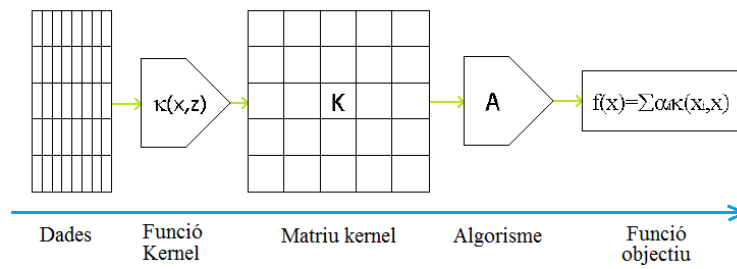 κ(x,z)
K
A
f(x)=∑αᵢκ(xᵢ,x)
Dades
Funció
Kernel
Matriu kernel
Algorisme
Funció
objectiu